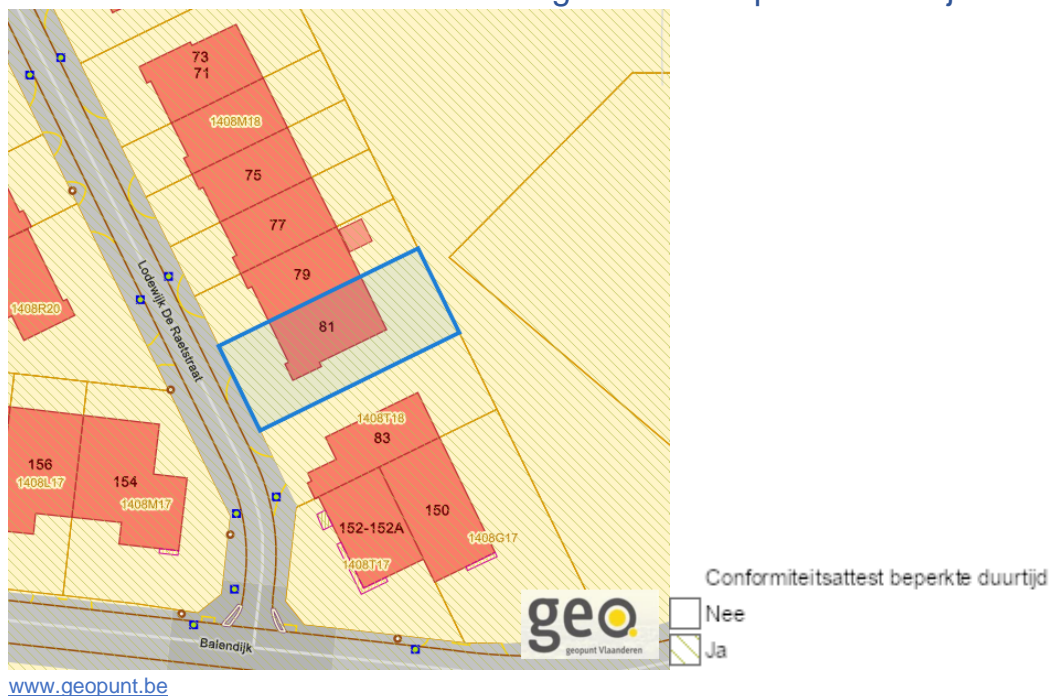 73
71
1408M18
75
77
79
81
Lodewijk De Raetstraat
1408R20
1408T18
83
156
1408L17
154
1408M17
150
152-152A
1408G17
1408T17
Balendijk
geo.
geopunt Vlaanderen
Conformiteitsattest beperkte duurtijd
Nee
Ja
www.geopunt.be